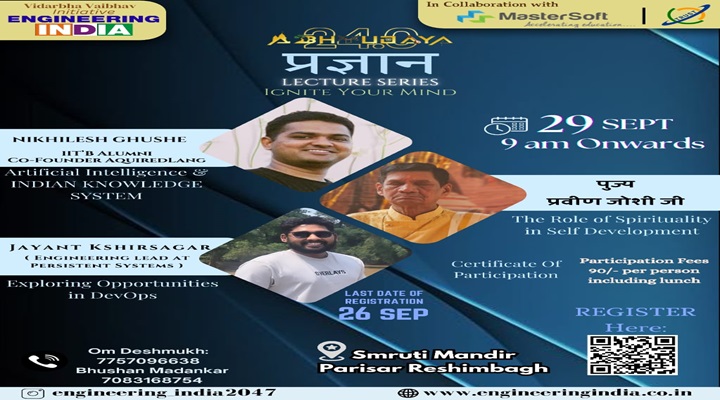 Vidarbha Vaibhav
Initiative
ENGINEERING
INDIA
In Collaboration with
MasterSoft
Accelerating education
24.0
ABHYUDAYA
प्रज्ञान
LECTURE SERIES
IGNITE YOUR MIND
29 SEPT
9 am Onwards
NIKHILESH GHUSHE
IIT'B ALUMNI
CO-FOUNDER AQUIREDLANG
Artificial Intelligence &
INDIAN KNOWLEDGE
SYSTEM
पुज्य
प्रवीण जोशी जी
The Role of Spirituality
in Self Development
JAYANT KSHIRSAGAR
( ENGINEERING LEAD AT
PERSISTENT SYSTEMS )
Exploring Opportunities
in DevOps
OVERLAYS
Certificate Of
Participation
Participation Fees
90/- per person
including lunch
LAST DATE OF
REGISTRATION
26 SEP
REGISTER
Here:
Om Deshmukh:
7757096638
Bhushan Madankar
7083168754
Smruti Mandir
Parisar Reshimbagh
engineering_india2047
www.engineeringindia.co.in